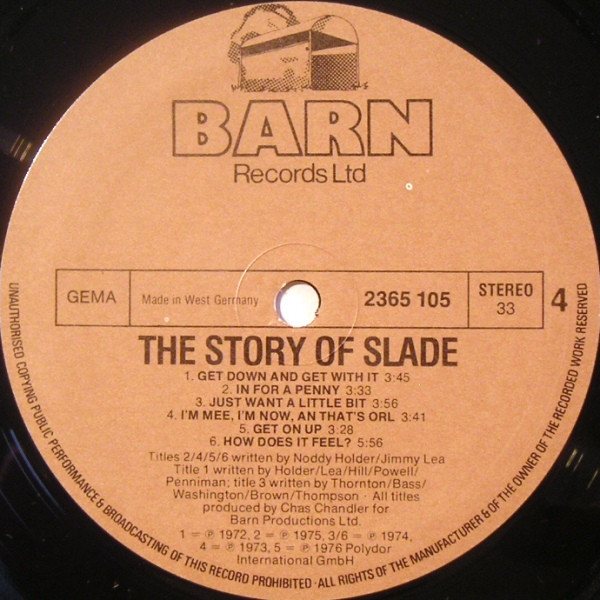 BARN
Records Ltd
GEMA
Made in West Germany
2365 105
STEREO
33
4
THE STORY OF SLADE
1. GET DOWN AND GET WITH IT 3:45
2. IN FOR A PENNY 3:33
3. JUST WANT A LITTLE BIT 3:56
4. I'M MEE, I'M NOW, AN THAT'S ORL 3:41
5. GET ON UP 3:28
6. HOW DOES IT FEEL? 5:56
Titles 2/4/5/6 written by Noddy Holder/Jimmy Lea
Title 1 written by Holder/Lea/Hill/Powell/
Penniman; title 3 written by Thornton/Bass/
Washington/Brown/Thompson · All titles
produced by Chas Chandler for
Barn Productions Ltd.
1 = ℗ 1972, 2 = ℗ 1975, 3/6 = ℗ 1974,
4 = ℗ 1973, 5 = ℗ 1976 Polydor
International GmbH
UNAUTHORISED COPYING PUBLIC PERFORMANCE & BROADCASTING OF THIS RECORD PROHIBITED · ALL RIGHTS OF THE MANUFACTURER & OF THE OWNER OF THE RECORDED WORK RESERVED